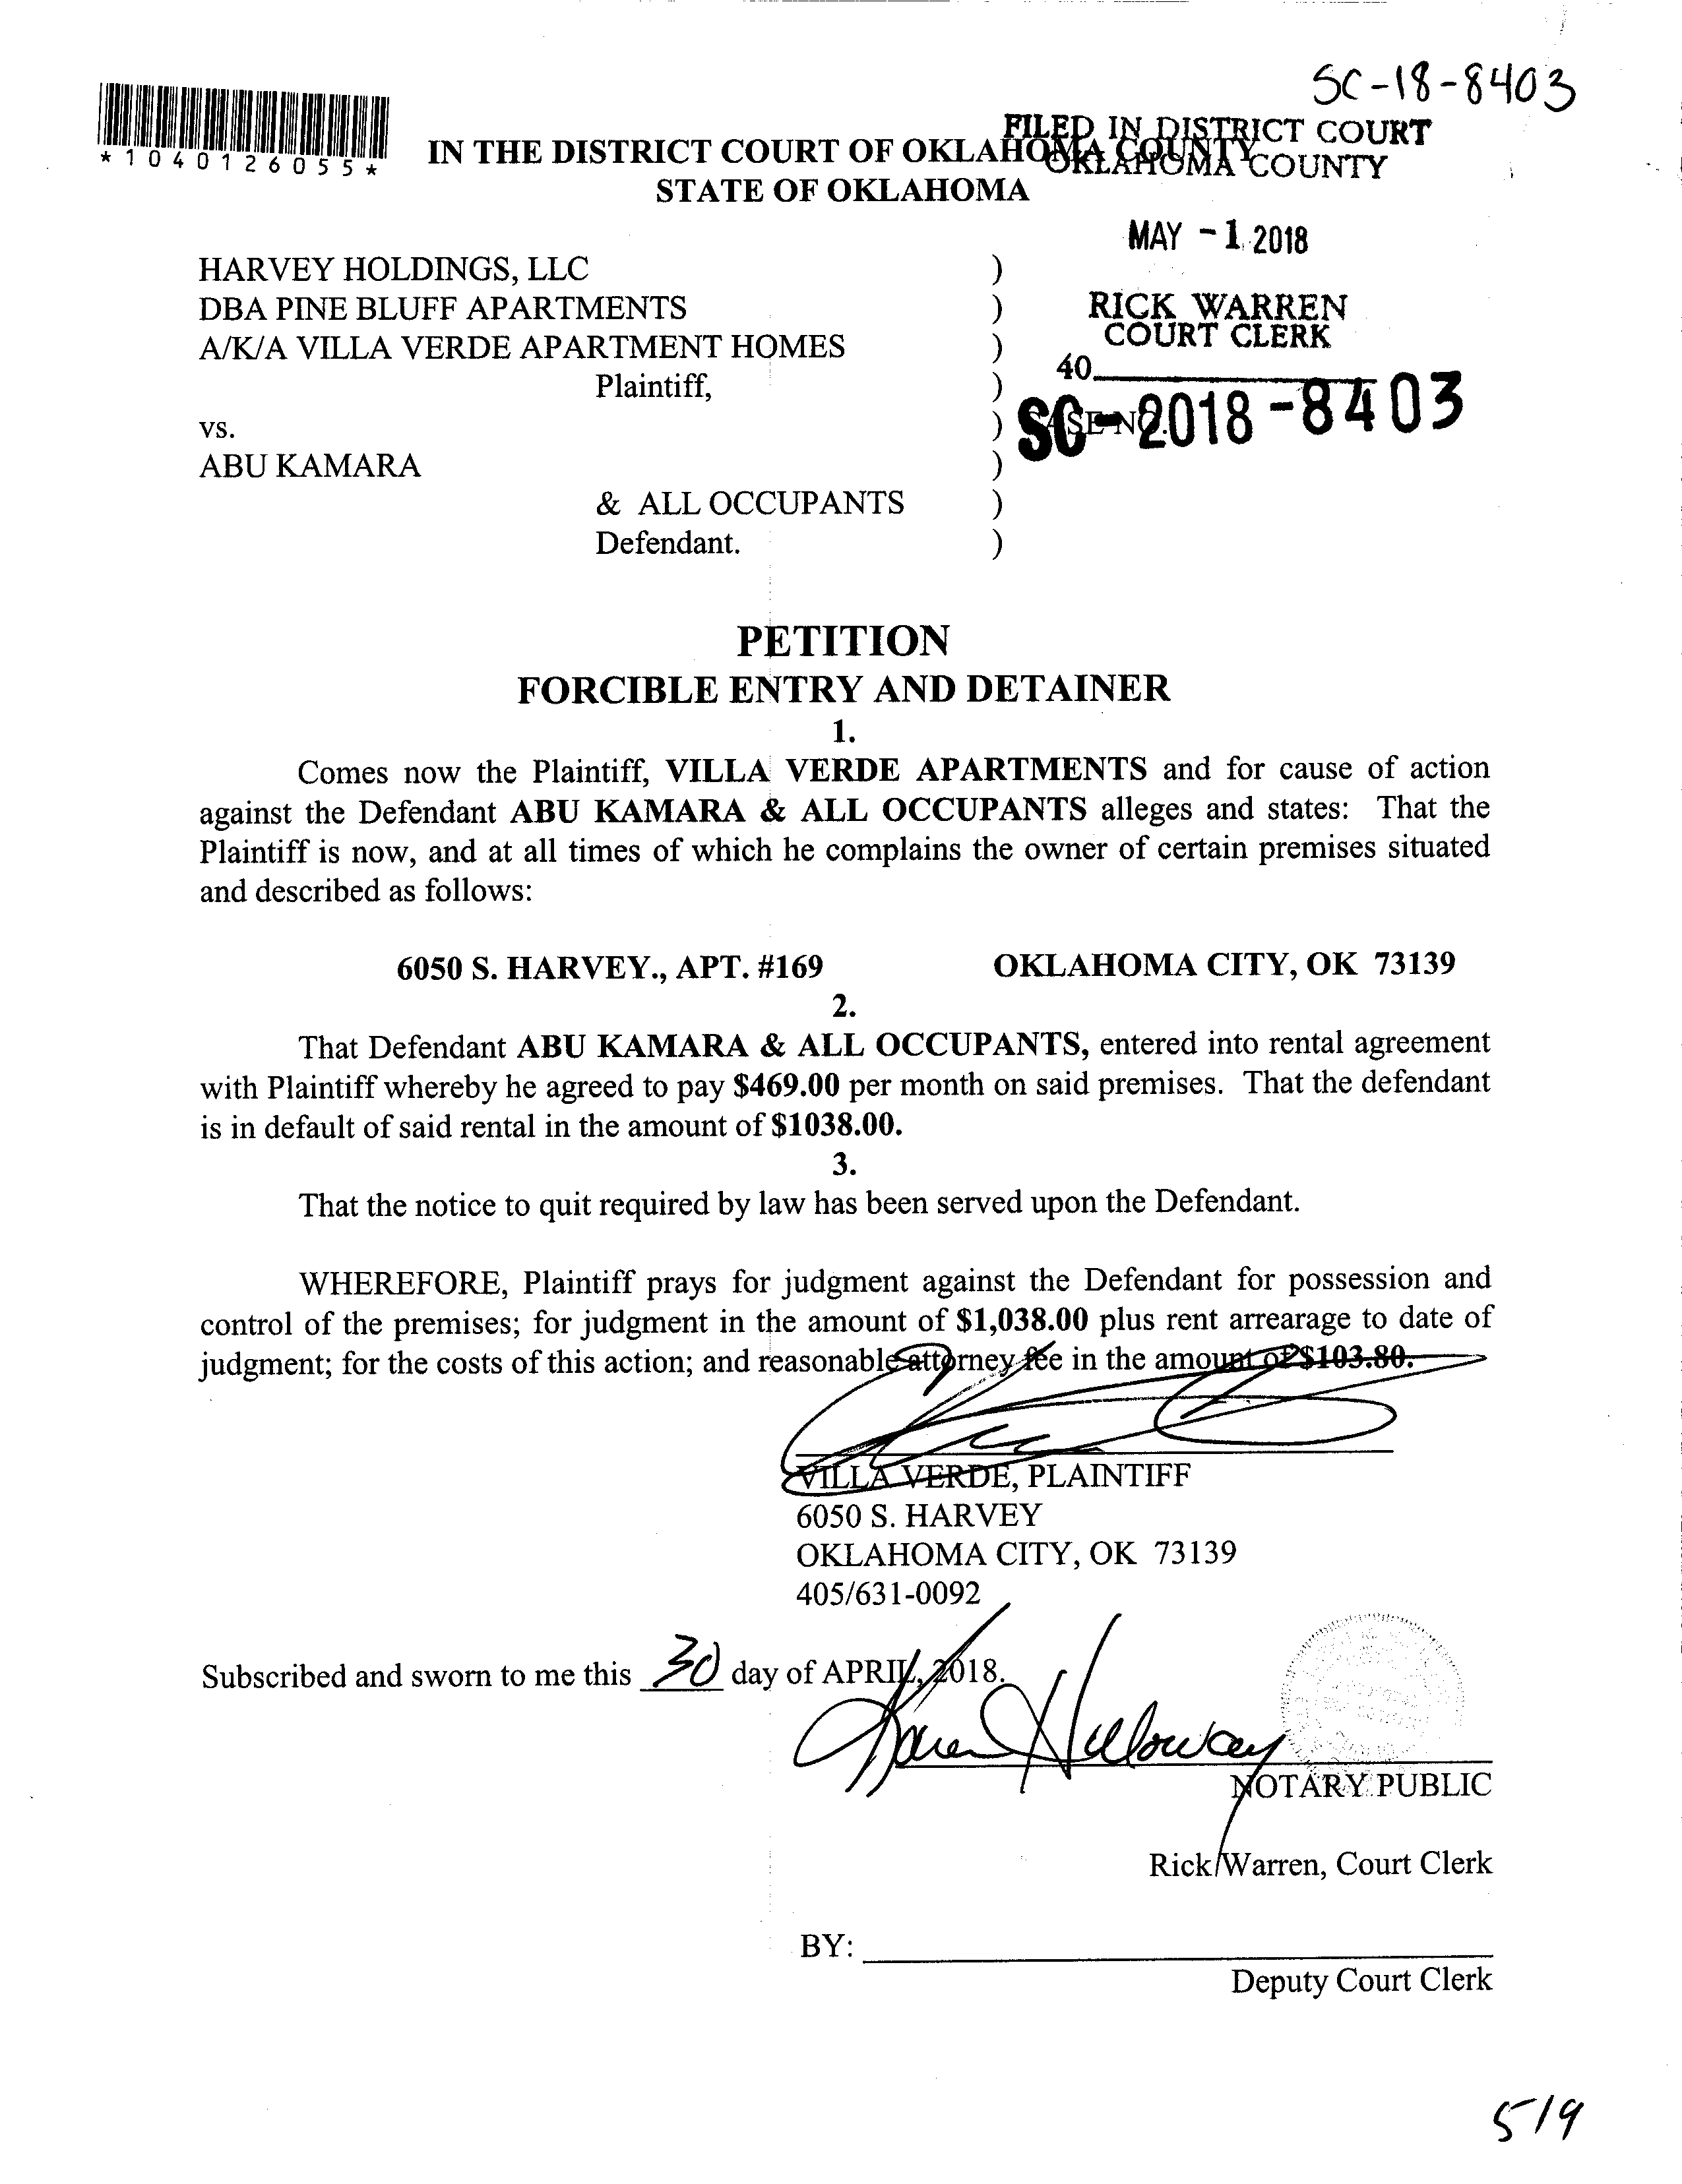 SC-18-8403
*1040126055*
FILED IN DISTRICT COURT
OKLAHOMA COUNTY
IN THE DISTRICT COURT OF OKLAHOMA COUNTY
STATE OF OKLAHOMA
MAY -1 2018
RICK WARREN
COURT CLERK
40
HARVEY HOLDINGS, LLC )
DBA PINE BLUFF APARTMENTS )
A/K/A VILLA VERDE APARTMENT HOMES )
Plaintiff, )
vs. ) CASE NO.
SC-2018-8403
ABU KAMARA )
& ALL OCCUPANTS )
Defendant. )
PETITION
FORCIBLE ENTRY AND DETAINER
1.
Comes now the Plaintiff, VILLA VERDE APARTMENTS and for cause of action
against the Defendant ABU KAMARA & ALL OCCUPANTS alleges and states: That the
Plaintiff is now, and at all times of which he complains the owner of certain premises situated
and described as follows:
6050 S. HARVEY., APT. #169 OKLAHOMA CITY, OK 73139
2.
That Defendant ABU KAMARA & ALL OCCUPANTS, entered into rental agreement
with Plaintiff whereby he agreed to pay $469.00 per month on said premises. That the defendant
is in default of said rental in the amount of $1038.00.
3.
That the notice to quit required by law has been served upon the Defendant.
WHEREFORE, Plaintiff prays for judgment against the Defendant for possession and
control of the premises; for judgment in the amount of $1,038.00 plus rent arrearage to date of
judgment; for the costs of this action; and reasonable attorney fee in the amount of $103.80.
VILLA VERDE, PLAINTIFF
6050 S. HARVEY
OKLAHOMA CITY, OK 73139
405/631-0092
Subscribed and sworn to me this 30 day of APRIL, 2018.
Karen Holloway
NOTARY PUBLIC
Rick Warren, Court Clerk
BY:
Deputy Court Clerk
519